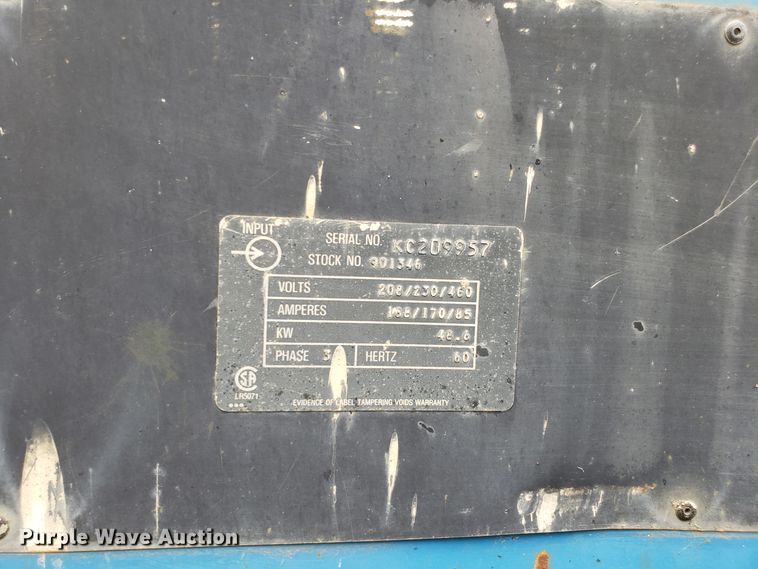 INPUT
SERIAL NO. KC209957
STOCK NO. 901346
VOLTS 208/230/460
AMPERES 168/170/85
KW 48.6
PHASE 3 HERTZ 60
SA
LR5071
EVIDENCE OF LABEL TAMPERING VOIDS WARRANTY
Purple Wave Auction